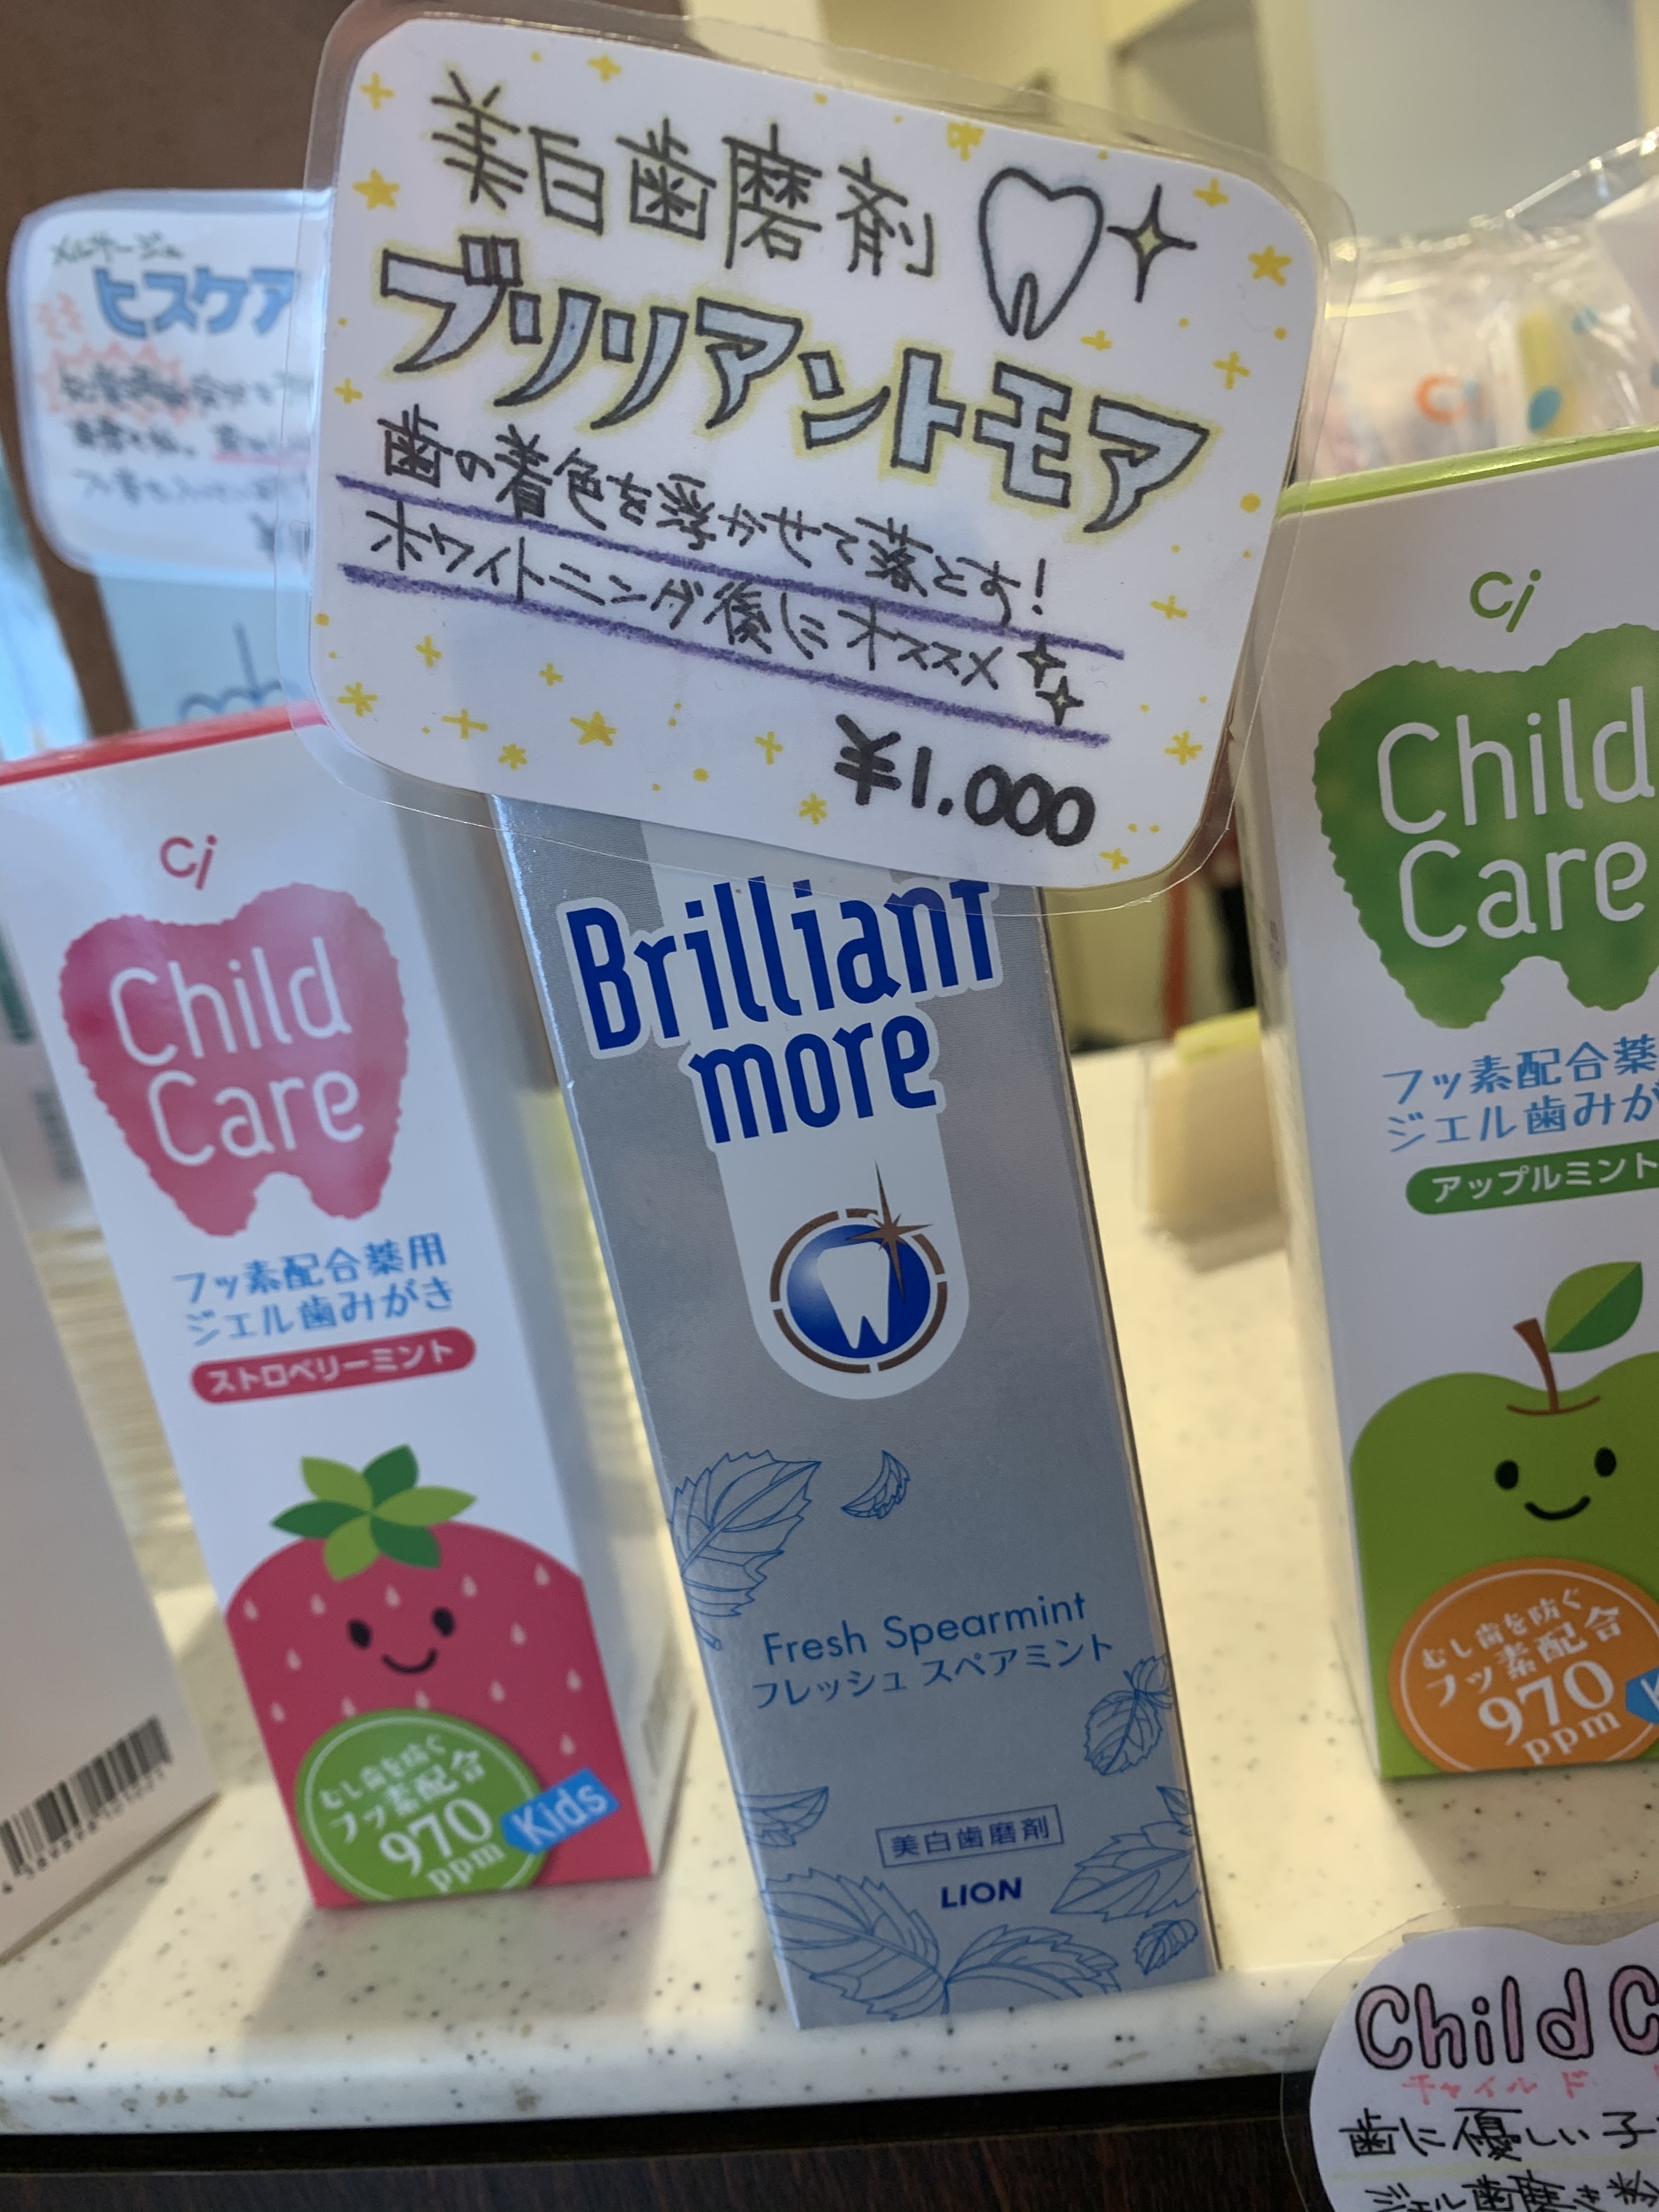 美白歯磨剤
ブリリアントモア
歯の着色を浮かせて落とす!
ホワイトニング後にオススメ
¥1.000
ヒスケア
Ci
Child
Care
フッ素配合薬用
ジェル歯みがき
ストロベリーミント
むし歯を防ぐ
フッ素配合
970
ppm
Kids
Brilliant
more
Fresh Spearmint
フレッシュ スペアミント
美白歯磨剤
LION
Ci
Child
Care
フッ素配合薬
ジェル歯みが
アップルミント
むし歯を防ぐ
フッ素配合
970
ppm
Child C
チャイルド
歯に優しい子
ジェル歯磨き